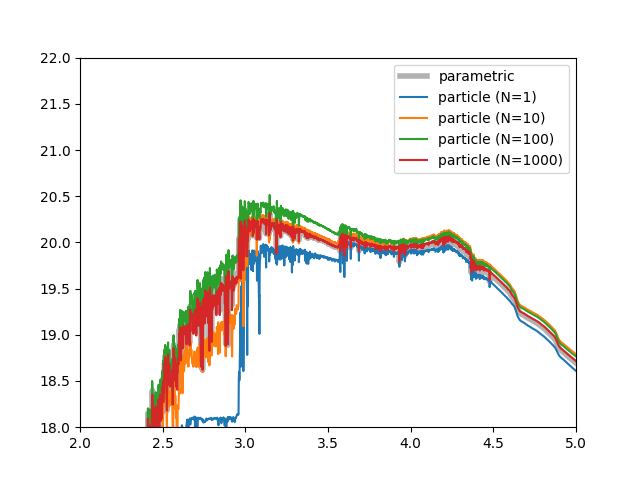 22.0
21.5
21.0
20.5
20.0
19.5
19.0
18.5
18.0
2.0 2.5 3.0 3.5 4.0 4.5 5.0
parametric
particle (N=1)
particle (N=10)
particle (N=100)
particle (N=1000)